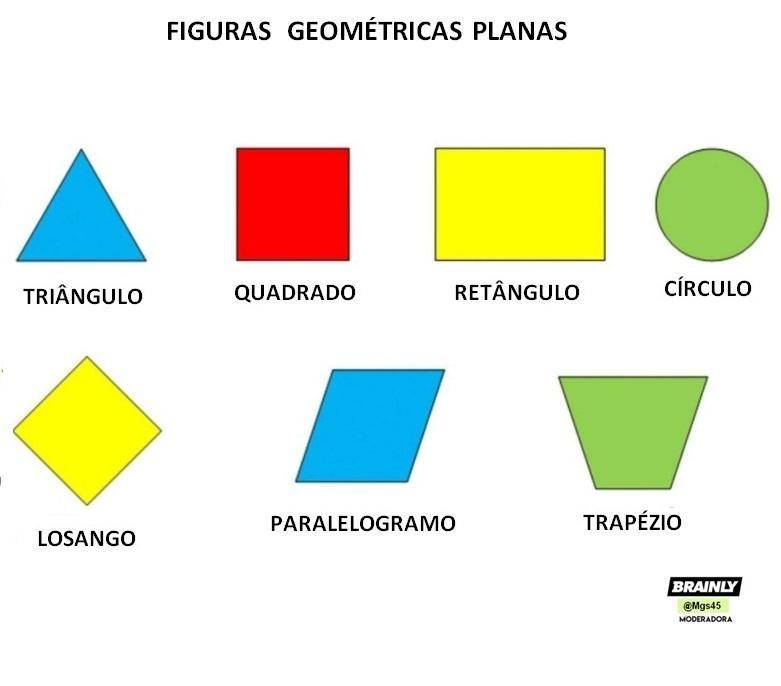 FIGURAS GEOMÉTRICAS PLANAS
TRIÂNGULO
QUADRADO
RETÂNGULO
CÍRCULO
LOSANGO
PARALELOGRAMO
TRAPÉZIO
BRAINLY
@Mgs45
MODERADORA